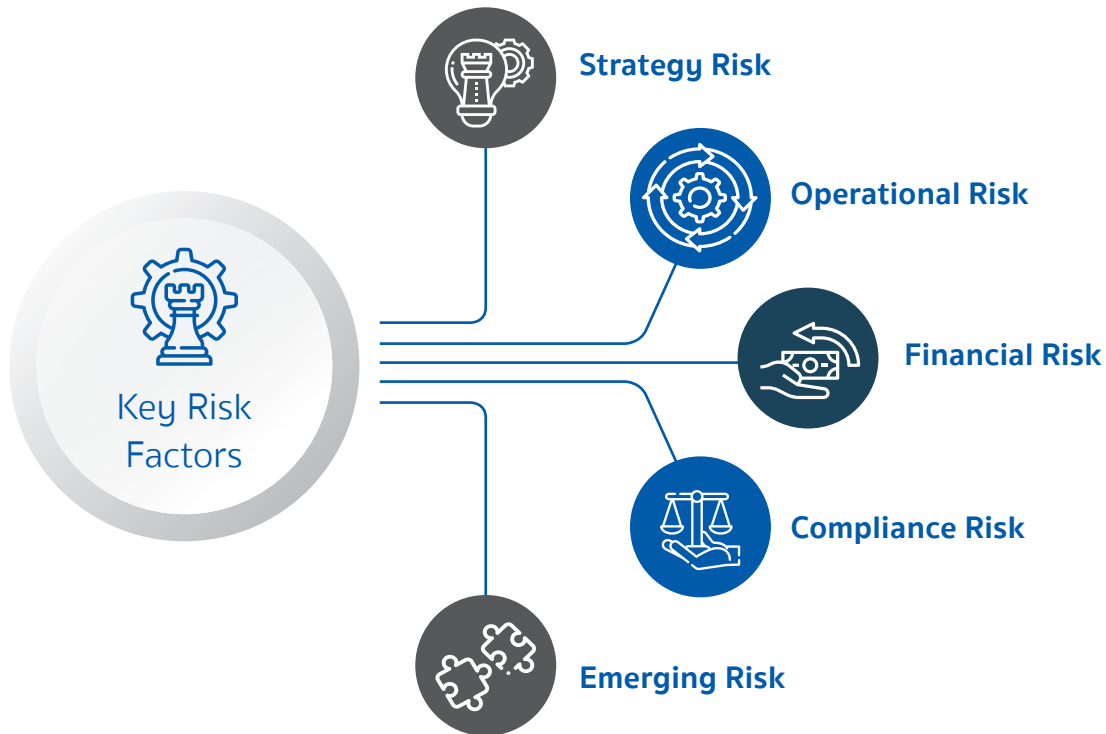 Strategy Risk
Operational Risk
Financial Risk
Key Risk
Factors
Compliance Risk
Emerging Risk